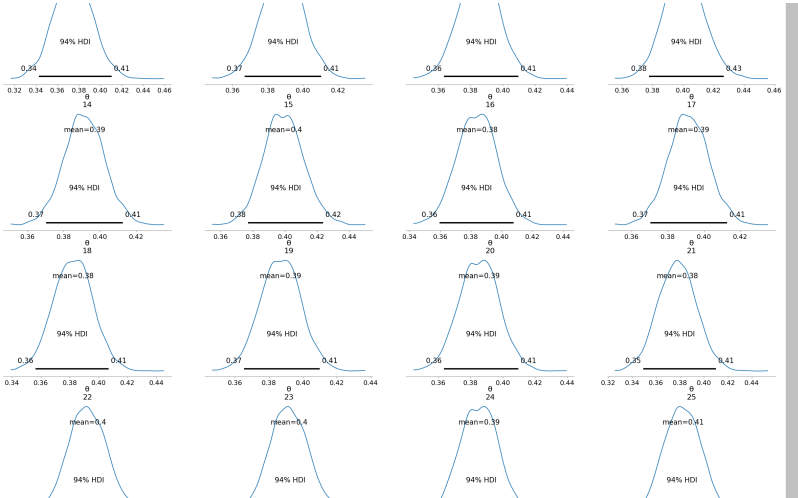 94% HDI 94% HDI 94% HDI 94% HDI
0.34 0.41 0.37 0.41 0.36 0.41 0.38 0.43
0.32 0.34 0.36 0.38 0.40 0.42 0.44 0.46 0.36 0.38 0.40 0.42 0.34 0.36 0.38 0.40 0.42 0.44 0.36 0.38 0.40 0.42 0.44 0.46
θ θ θ θ
14 15 16 17
mean=0.39 mean=0.4 mean=0.38 mean=0.39
94% HDI 94% HDI 94% HDI 94% HDI
0.37 0.41 0.38 0.42 0.36 0.41 0.37 0.41
0.36 0.38 0.40 0.42 0.36 0.38 0.40 0.42 0.44 0.34 0.36 0.38 0.40 0.42 0.44 0.36 0.38 0.40 0.42
θ θ θ θ
18 19 20 21
mean=0.38 mean=0.39 mean=0.39 mean=0.38
94% HDI 94% HDI 94% HDI 94% HDI
0.36 0.41 0.37 0.41 0.36 0.41 0.35 0.41
0.34 0.36 0.38 0.40 0.42 0.44 0.36 0.38 0.40 0.42 0.44 0.34 0.36 0.38 0.40 0.42 0.44 0.32 0.34 0.36 0.38 0.40 0.42 0.44
θ θ θ θ
22 23 24 25
mean=0.4 mean=0.4 mean=0.39 mean=0.41
94% HDI 94% HDI 94% HDI 94% HDI